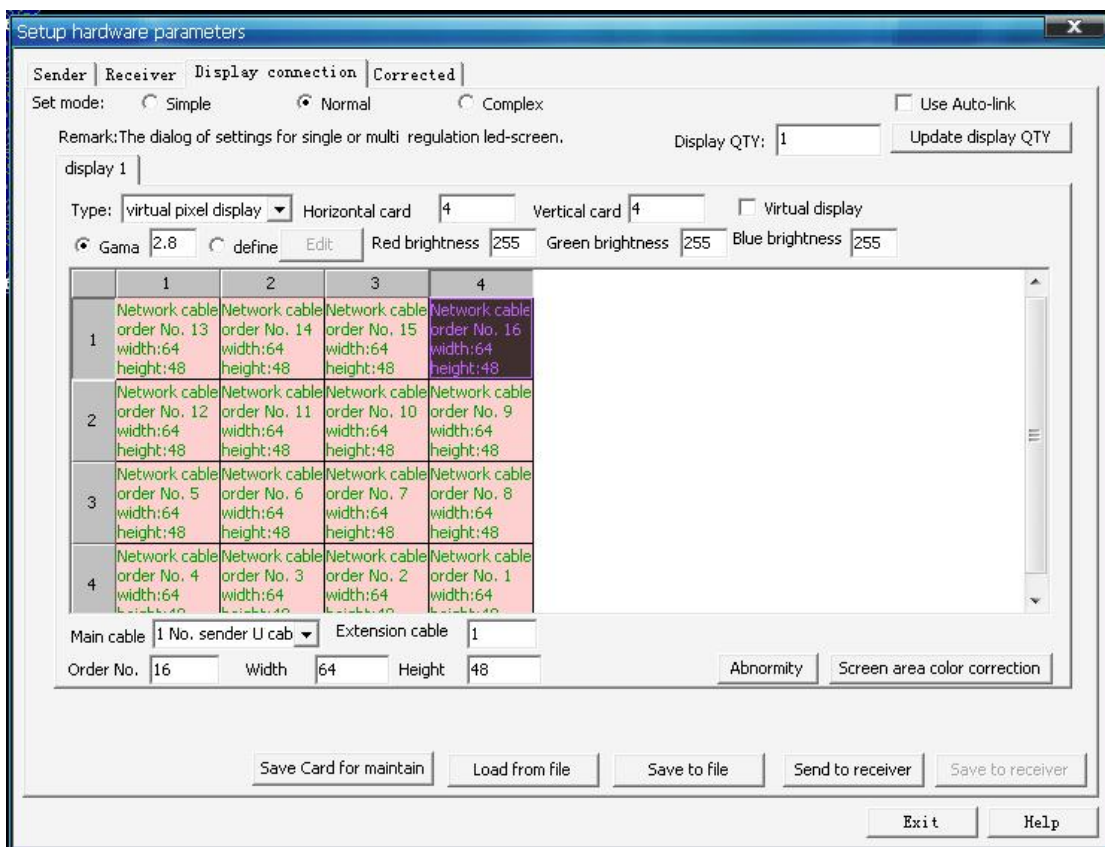 Setup hardware parameters
X
Sender Receiver Display connection Corrected
Set mode: Simple Normal Complex Use Auto-link
Remark:The dialog of settings for single or multi regulation led-screen. Display QTY: 1 Update display QTY
display 1
Type: virtual pixel display Horizontal card 4 Vertical card 4 Virtual display
Gama 2.8 define Edit Red brightness 255 Green brightness 255 Blue brightness 255
1 2 3 4
Network cable Network cable Network cable Network cable
order No. 13 order No. 14 order No. 15 order No. 16
1
width:64 width:64 width:64 width:64
height:48 height:48 height:48 height:48
Network cable Network cable Network cable Network cable
order No. 12 order No. 11 order No. 10 order No. 9
2
width:64 width:64 width:64 width:64
height:48 height:48 height:48 height:48
Network cable Network cable Network cable Network cable
order No. 5 order No. 6 order No. 7 order No. 8
3
width:64 width:64 width:64 width:64
height:48 height:48 height:48 height:48
Network cable Network cable Network cable Network cable
order No. 4 order No. 3 order No. 2 order No. 1
4
width:64 width:64 width:64 width:64
height:48 height:48 height:48 height:48
Main cable 1 No. sender U cab Extension cable 1
Order No. 16 Width 64 Height 48 Abnormity Screen area color correction
Save Card for maintain Load from file Save to file Send to receiver Save to receiver
Exit Help